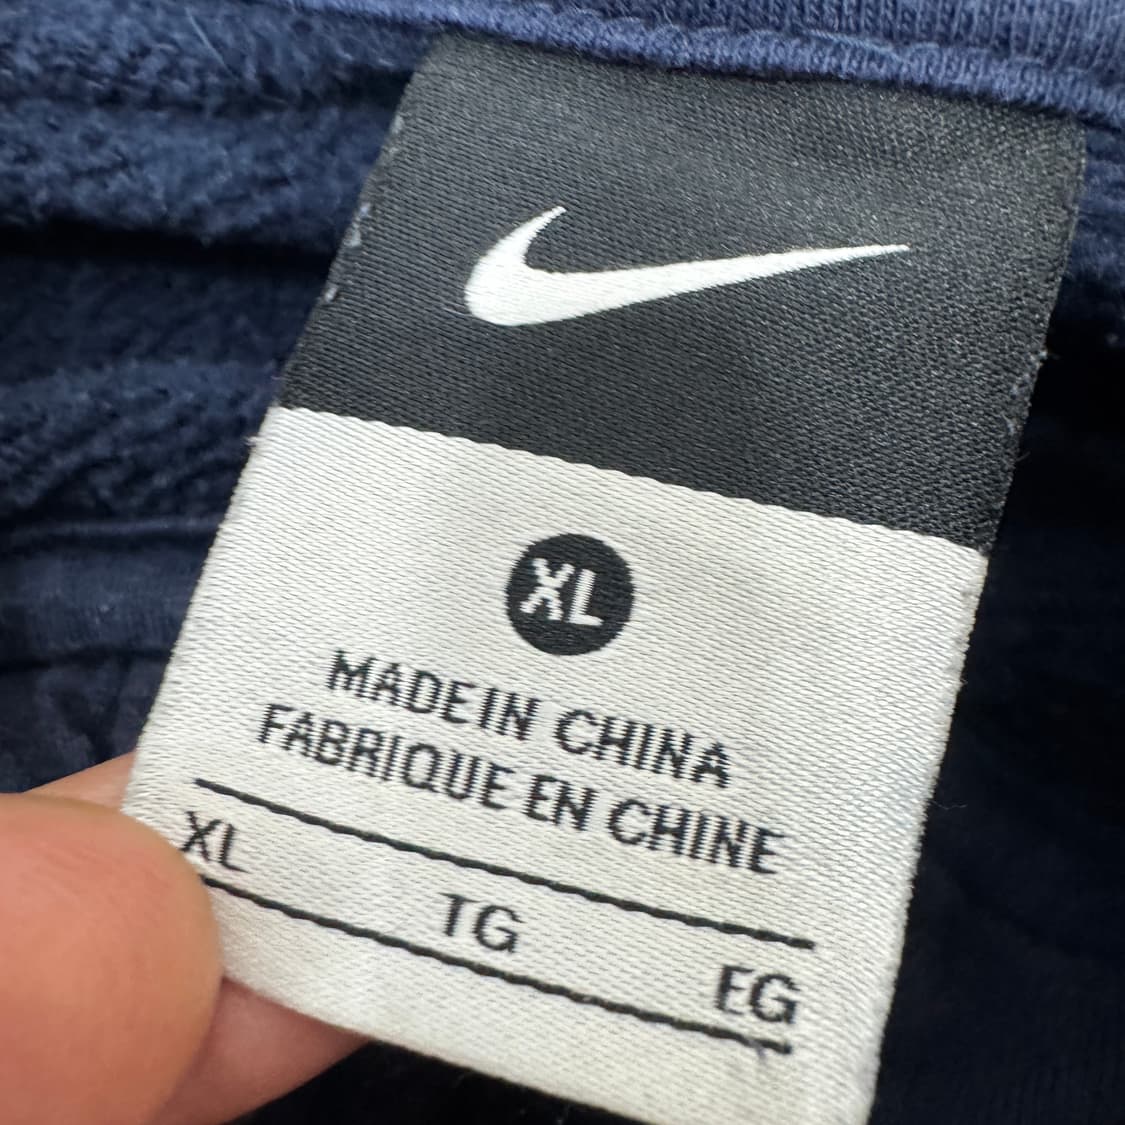 XL
MADE IN CHINA
FABRIQUE EN CHINE
XL TG EG